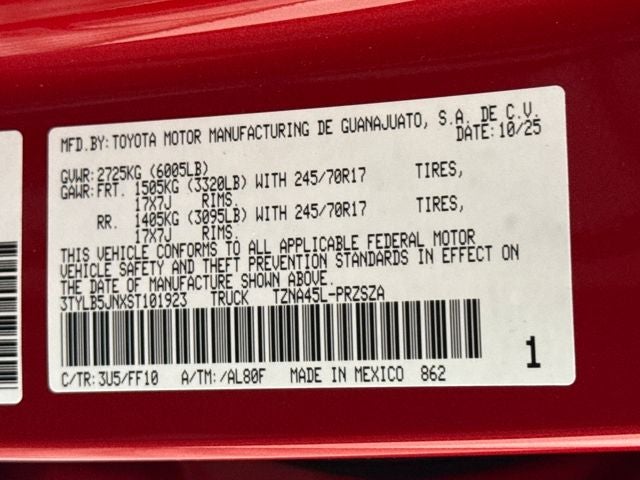 MFD.BY:TOYOTA MOTOR MANUFACTURING DE GUANAJUATO, S.A. DE C.V.
DATE:10/25
GVWR:2725KG (6005LB)
GAWR:FRT. 1505KG (3320LB) WITH 245/70R17 TIRES,
17X7J RIMS.
RR. 1405KG (3095LB) WITH 245/70R17 TIRES,
17X7J RIMS.
THIS VEHICLE CONFORMS TO ALL APPLICABLE FEDERAL MOTOR
VEHICLE SAFETY AND THEFT PREVENTION STANDARDS IN EFFECT ON
THE DATE OF MANUFACTURE SHOWN ABOVE.
3TYLB5JNXST101923 TRUCK TZNA45L-PRZSZA
1
C/TR:3U5/FF10 A/TM:/AL80F MADE IN MEXICO 862